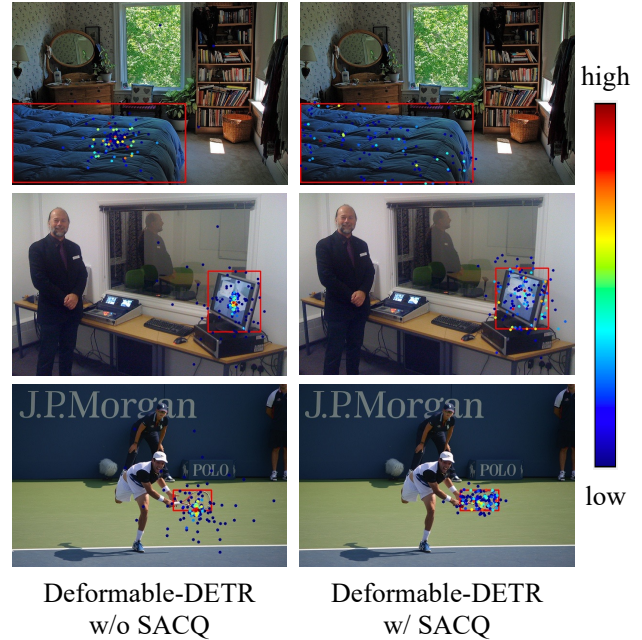 high
J.P.Morgan
J.P.Morgan
POLO
POLO
low
Deformable-DETR
w/o SACQ
Deformable-DETR
w/ SACQ